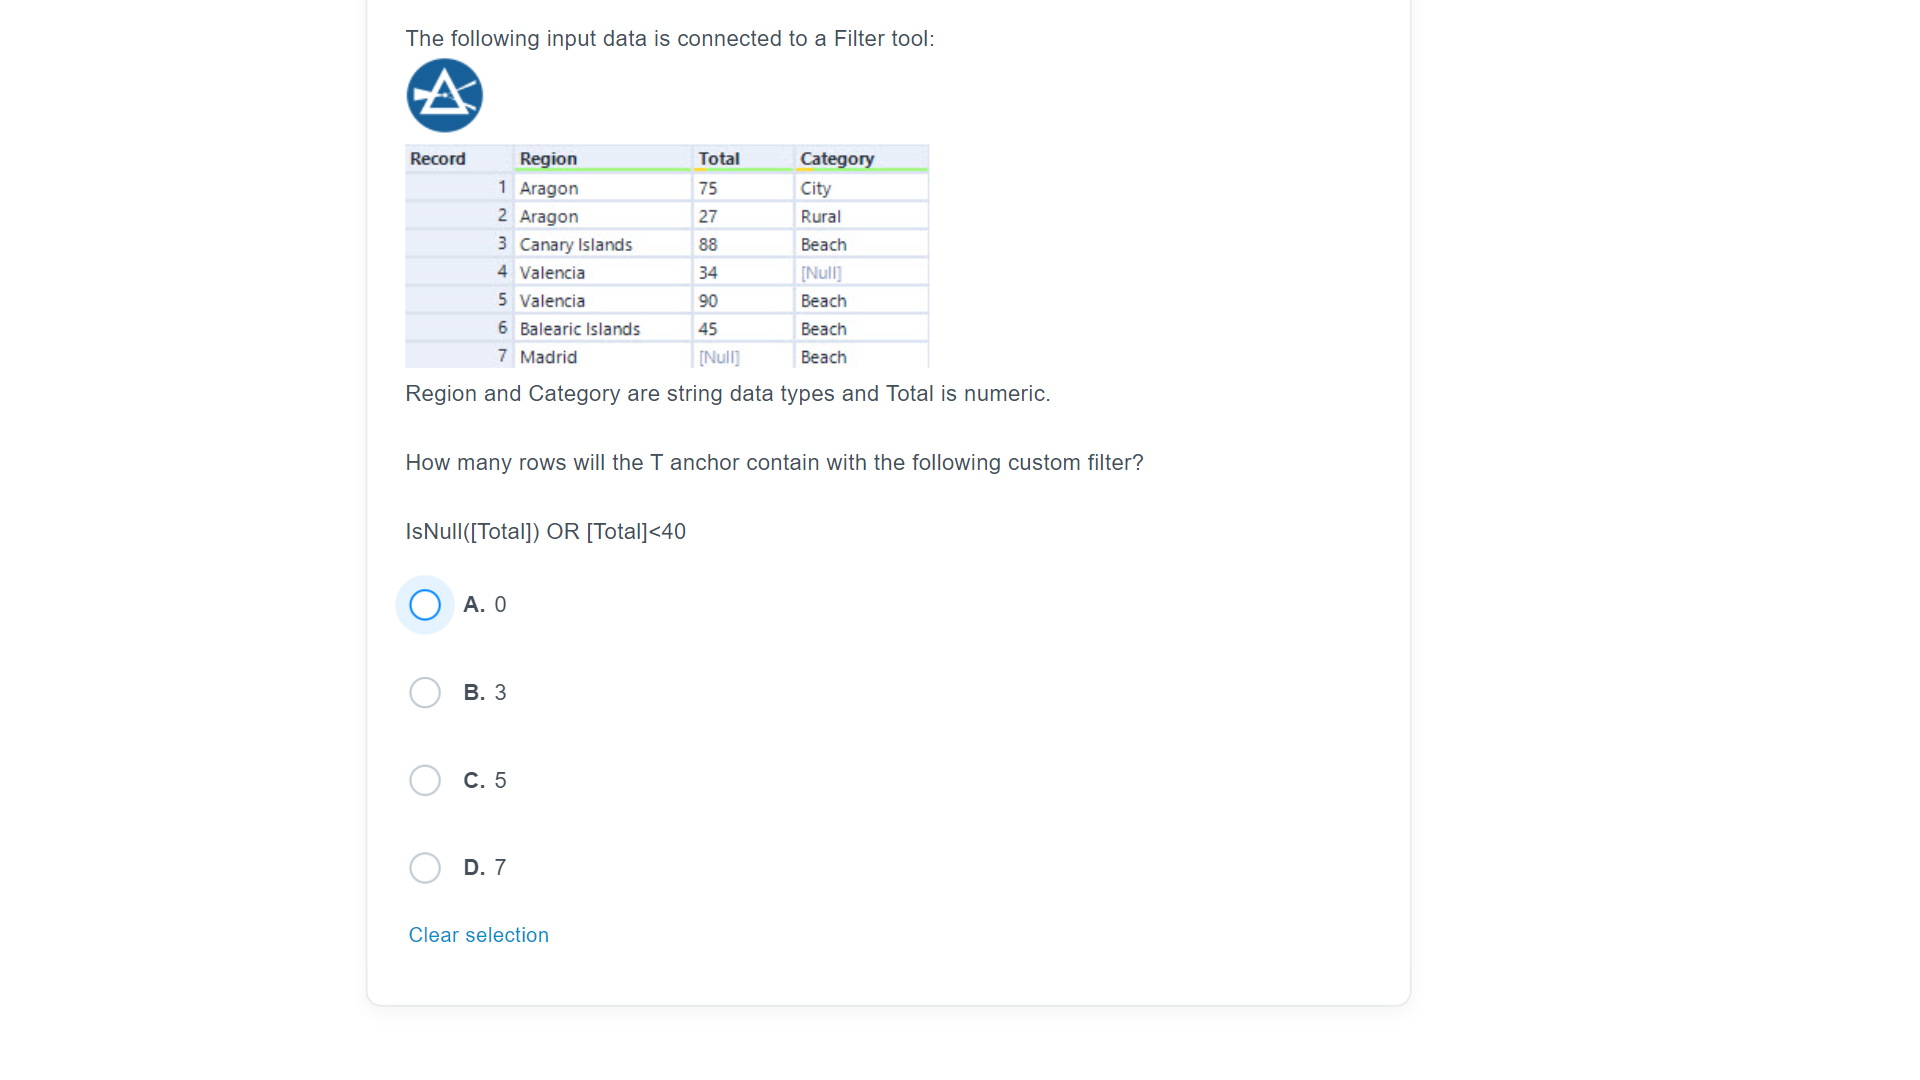 The following input data is connected to a Filter tool:
Record Region Total Category
1 Aragon 75 City
2 Aragon 27 Rural
3 Canary Islands 88 Beach
4 Valencia 34 [Null]
5 Valencia 90 Beach
6 Balearic Islands 45 Beach
7 Madrid [Null] Beach
Region and Category are string data types and Total is numeric.
How many rows will the T anchor contain with the following custom filter?
IsNull([Total]) OR [Total]<40
A. 0
B. 3
C. 5
D. 7
Clear selection